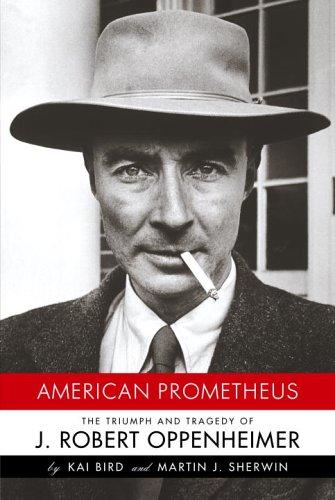 AMERICAN PROMETHEUS
THE TRIUMPH AND TRAGEDY OF
J. ROBERT OPPENHEIMER
by KAI BIRD and MARTIN J. SHERWIN